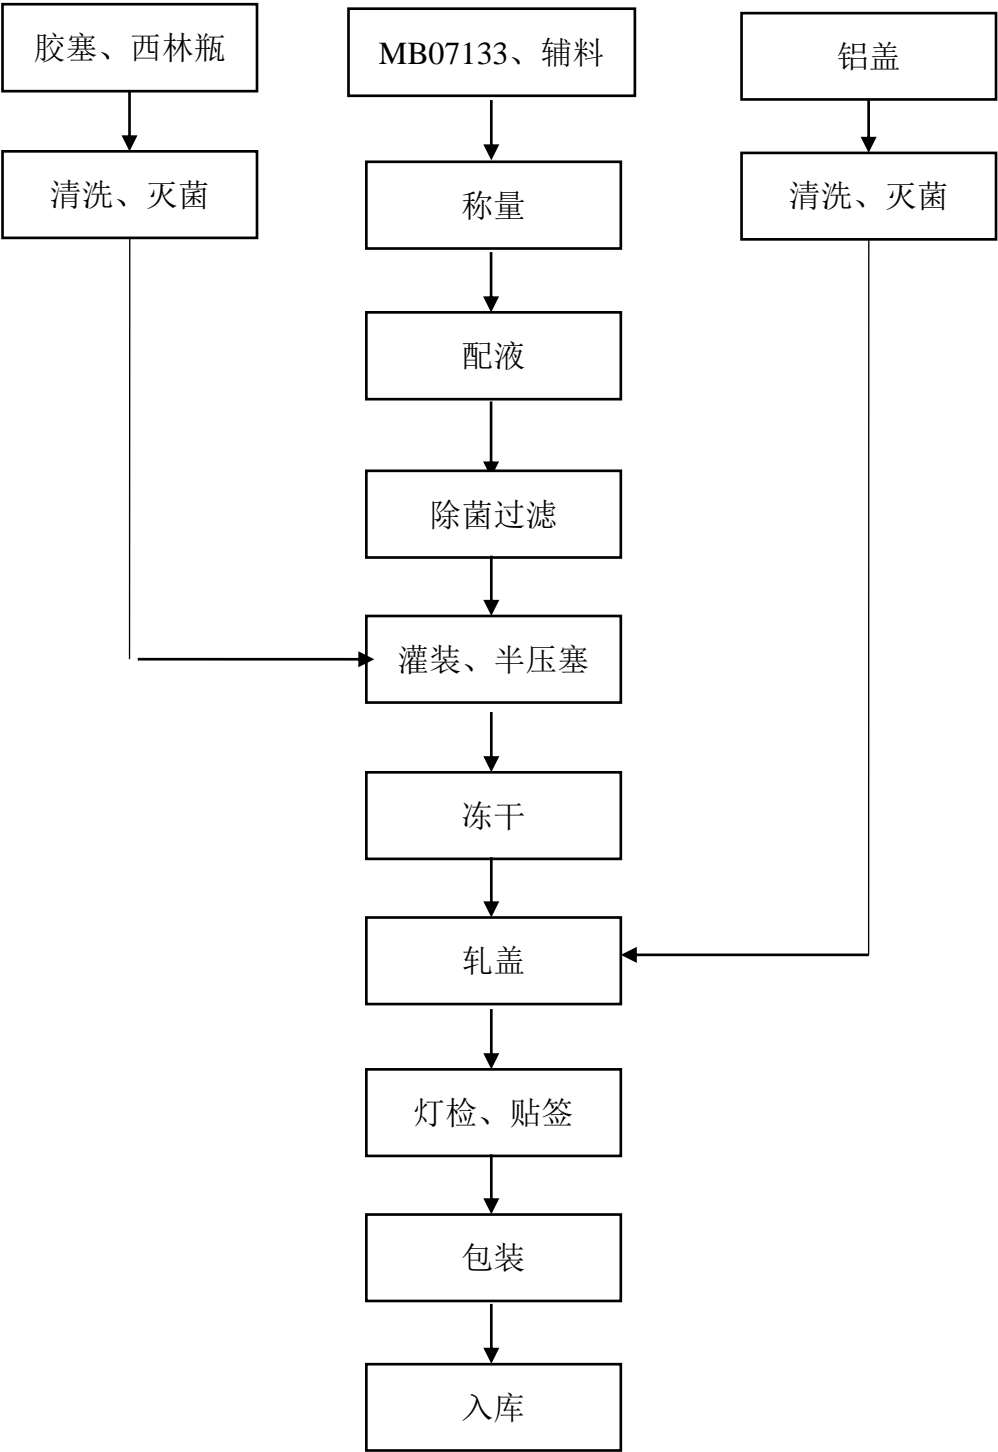 胶塞、西林瓶
MB07133、辅料
铝盖
清洗、灭菌
称量
清洗、灭菌
配液
除菌过滤
灌装、半压塞
冻干
轧盖
灯检、贴签
包装
入库